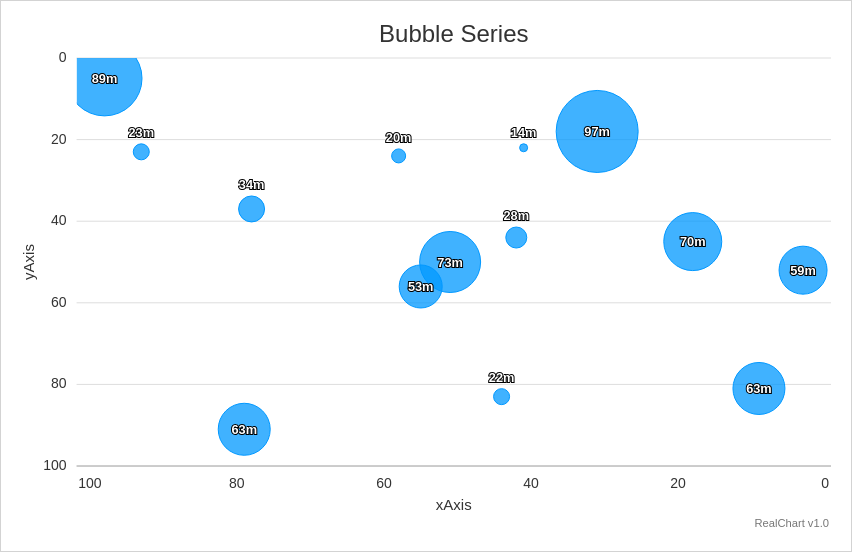 Bubble Series
0
89m
23m
20m
14m
97m
20
34m
28m
40
70m
73m
59m
53m
yAxis
60
22m
80
63m
63m
100
100 80 60 40 20 0
xAxis
RealChart v1.0